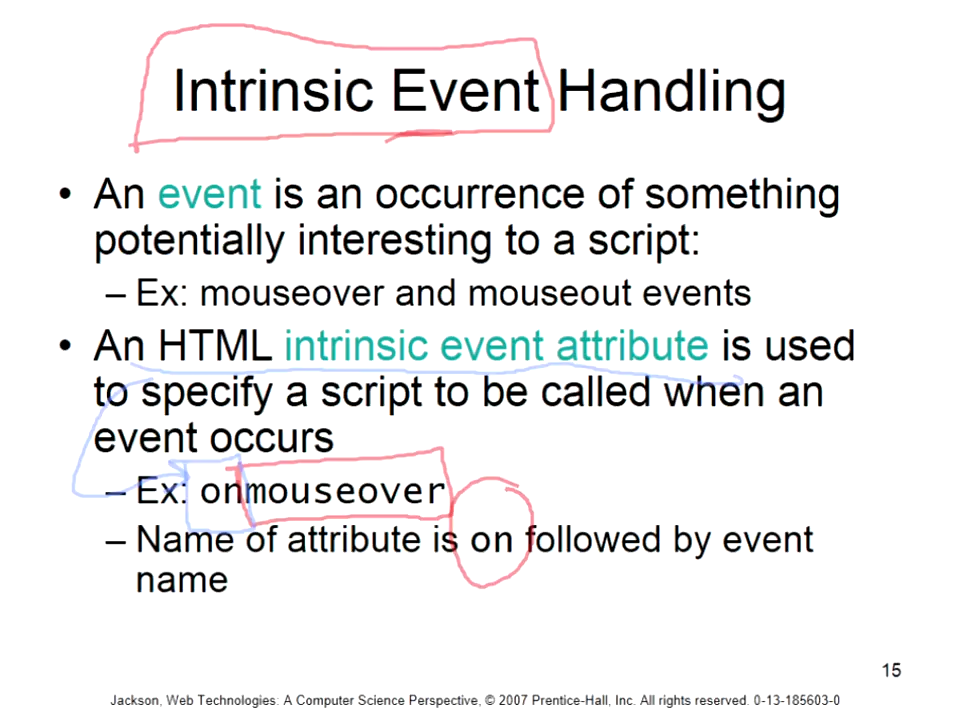 Intrinsic Event Handling
• An event is an occurrence of something
potentially interesting to a script:
– Ex: mouseover and mouseout events
• An HTML intrinsic event attribute is used
to specify a script to be called when an
event occurs
– Ex: onmouseover
– Name of attribute is on followed by event
name
15
Jackson, Web Technologies: A Computer Science Perspective, © 2007 Prentice-Hall, Inc. All rights reserved. 0-13-185603-0